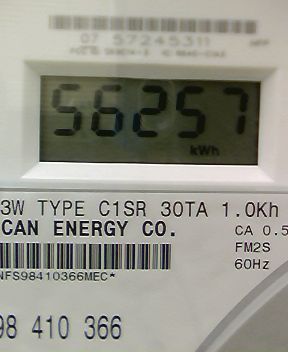 07 57245311
56257
kWh
3W TYPE C1SR 30TA 1.0Kh
CAN ENERGY CO.
CA 0.5
FM2S
60Hz
NFS98410366MEC*
98 410 366